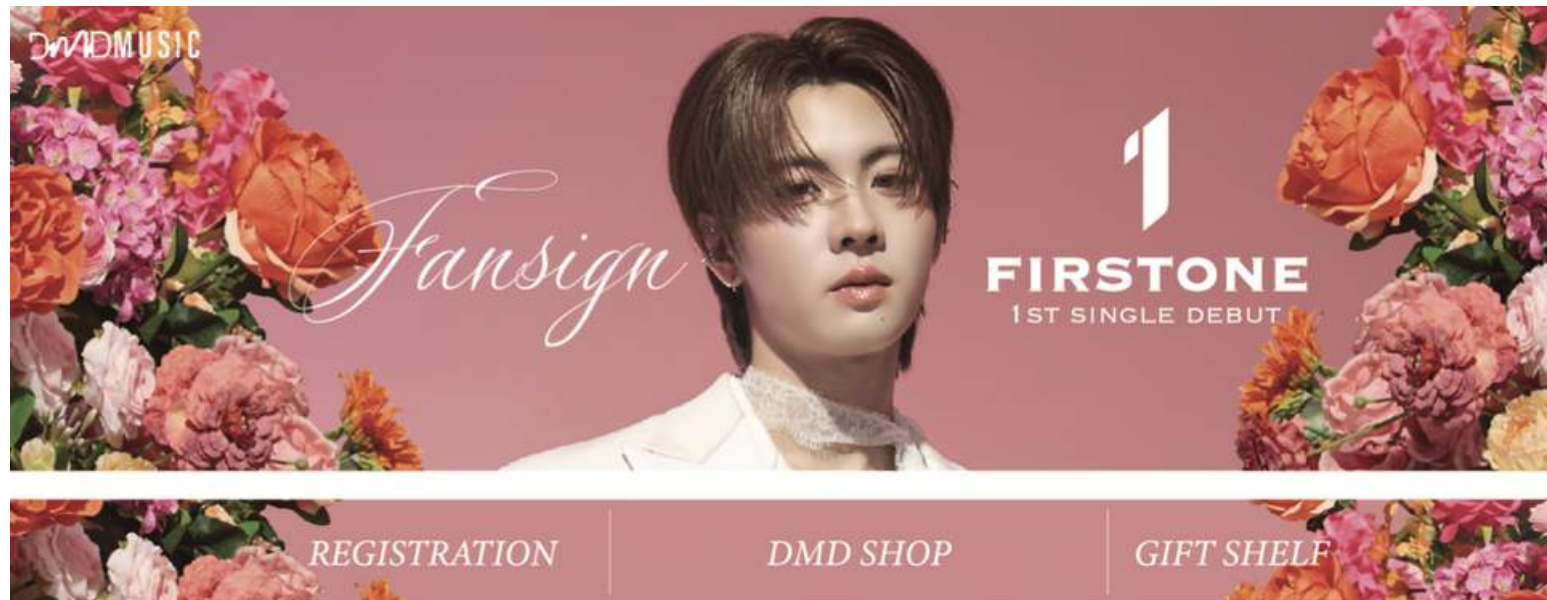 DMDMUSIC
Fansign
1
FIRSTONE
1ST SINGLE DEBUT
REGISTRATION
DMD SHOP
GIFT SHELF